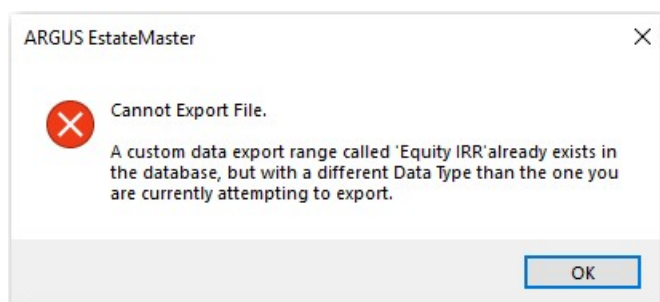 ARGUS EstateMaster
Cannot Export File.
A custom data export range called 'Equity IRR'already exists in
the database, but with a different Data Type than the one you
are currently attempting to export.
OK